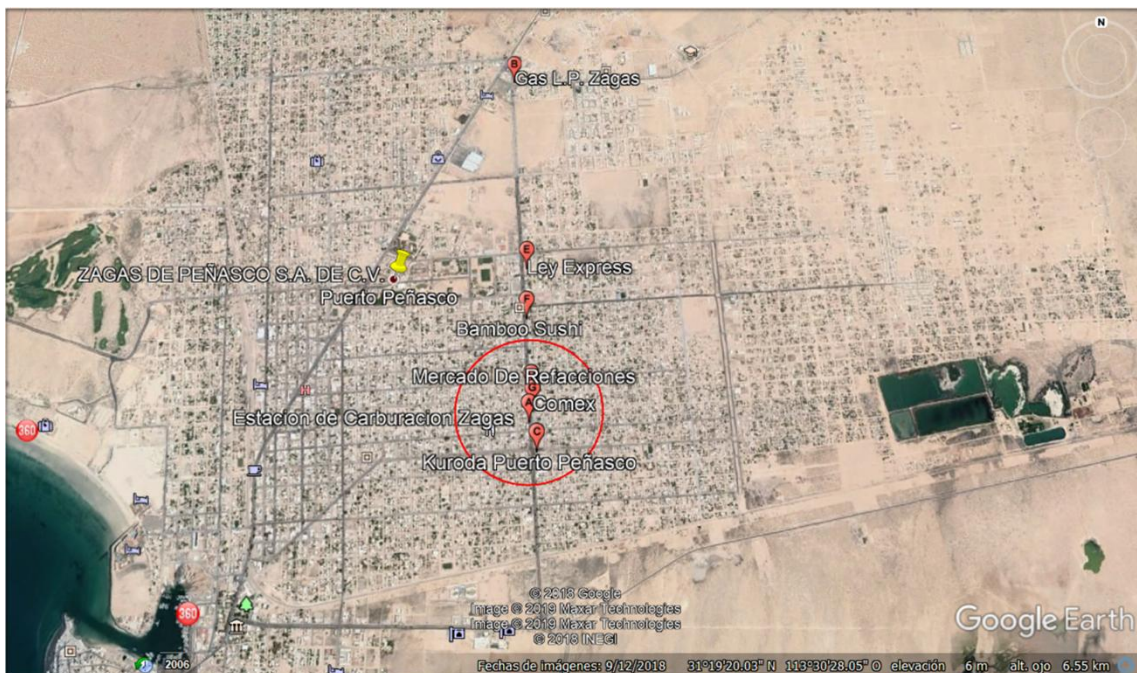 N
B
Gas L.P. Zagas
E
Ley Express
ZAGAS DE PEÑASCO S.A. DE C.V.
Puerto Peñasco
F
Bamboo Sushi
Mercado De Refacciones
G
A
Comex
Estación de Carburacion Zagas
C
Kuroda Puerto Peñasco
H
360
360
© 2018 Google
Image © 2019 Maxar Technologies
Image © 2019 Maxar Technologies
© 2018 INEGI
Google Earth
2006
Fechas de imágenes: 9/12/2018 31°19'20.03" N 113°30'28.05" O elevación 6 m alt. ojo 6.55 km